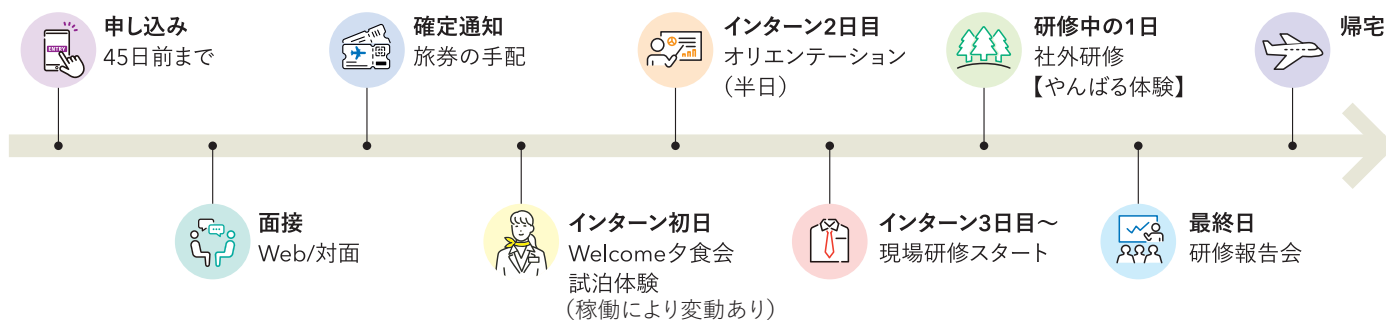 申し込み
45日前まで
ENTRY
面接
Web/対面
確定通知
旅券の手配
インターン初日
Welcome夕食会
試泊体験
（稼働により変動あり）
インターン2日目
オリエンテーション
（半日）
インターン3日目〜
現場研修スタート
研修中の1日
社外研修
【やんばる体験】
最終日
研修報告会
帰宅